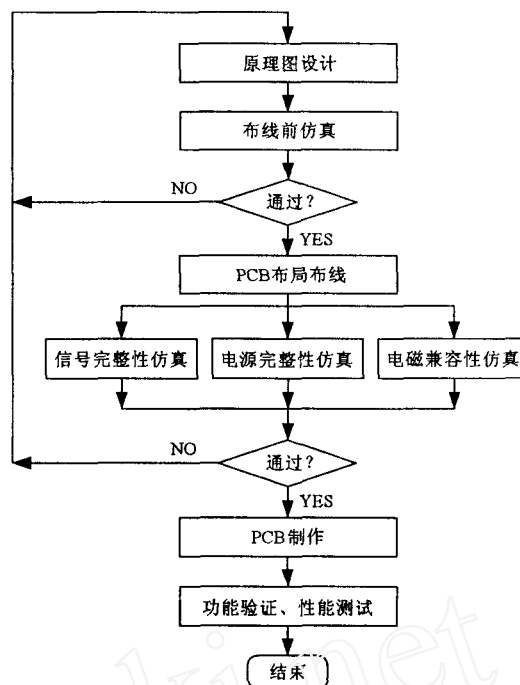 原理图设计
布线前仿真
NO
通过?
YES
PCB布局布线
信号完整性仿真
电源完整性仿真
电磁兼容性仿真
NO
通过?
YES
PCB制作
功能验证、性能测试
结束